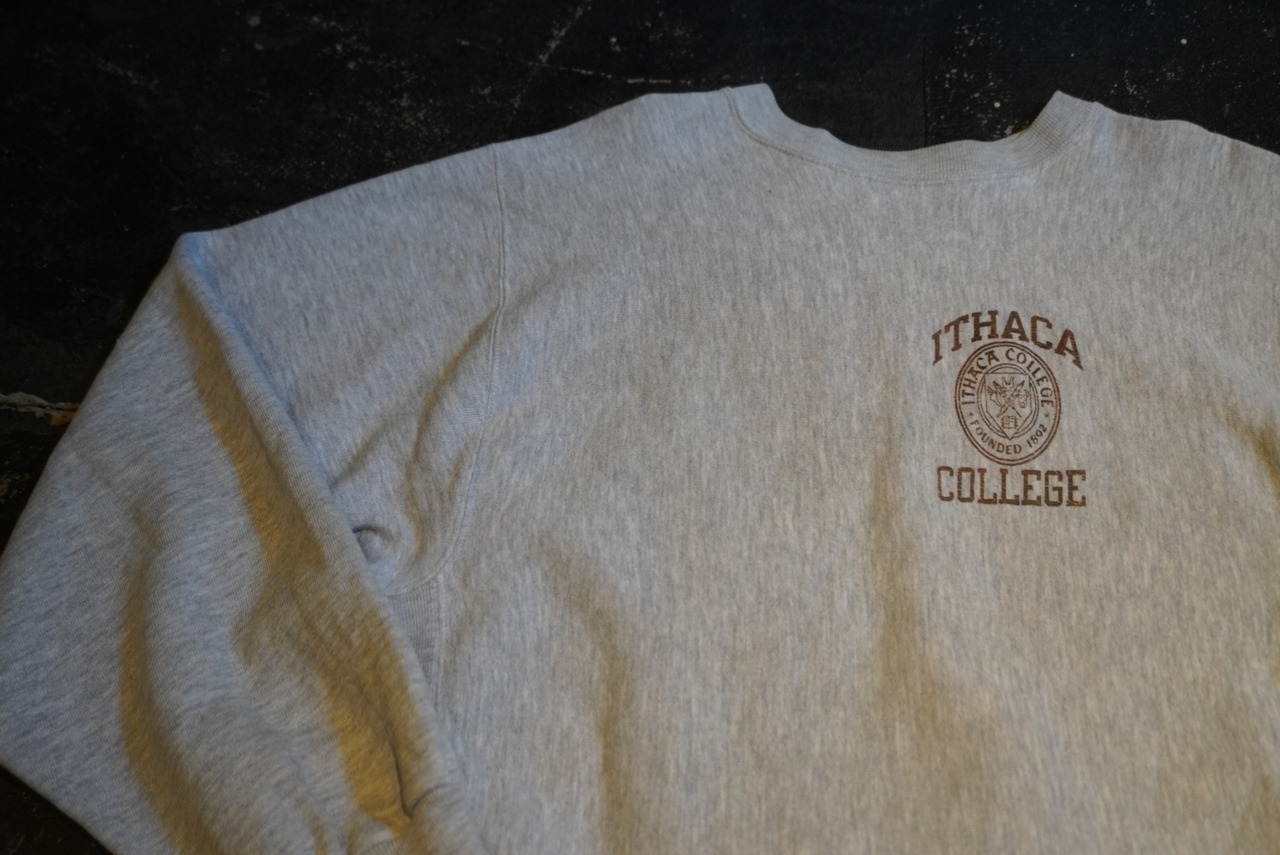 ITHACA
ITHACA COLLEGE
• FOUNDED 1892 •
COLLEGE